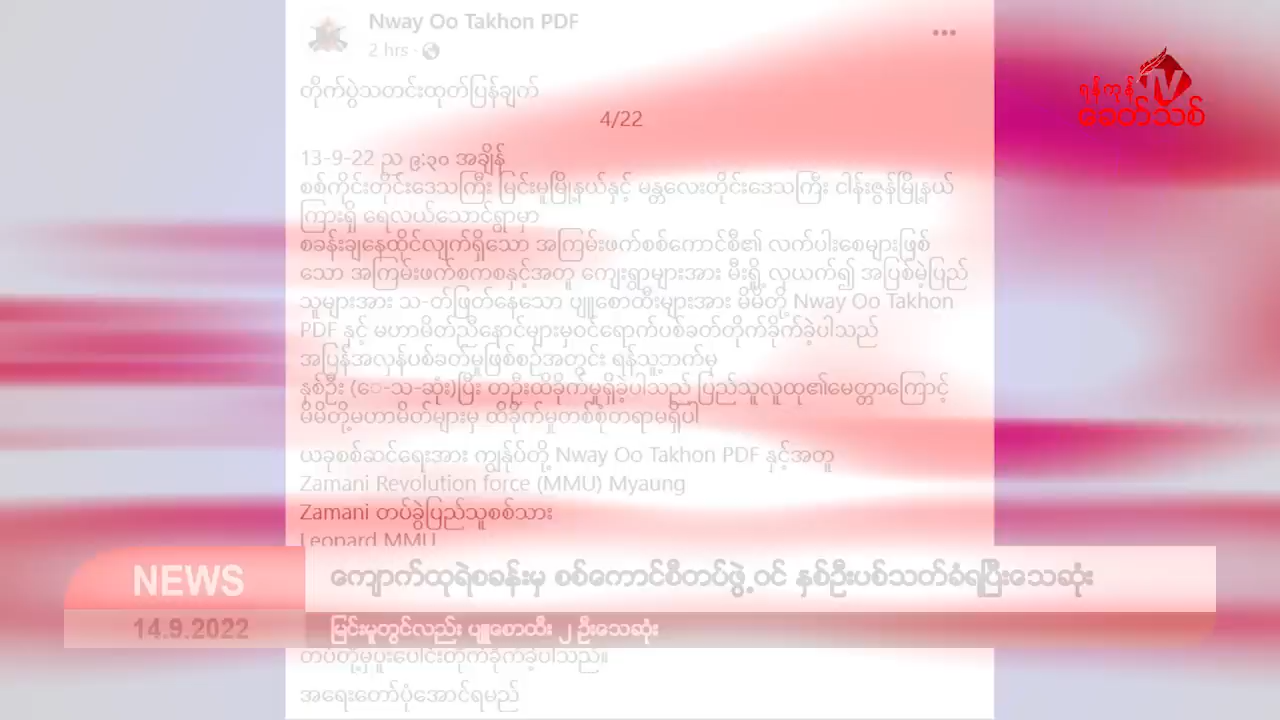 Nway Oo Takhon PDF
2 hrs ·
တိုက်ပွဲသတင်းထုတ်ပြန်ချက်
4/22
13-9-22 ည ၉:၃၀ အချိန်
စစ်ကိုင်းတိုင်းဒေသကြီး မြင်းမူမြို့နယ်နှင့် မန္တလေးတိုင်းဒေသကြီး ငါန်းဇွန်မြို့နယ်
ကြားရှိ ရေလယ်သောင်ရွာမှာ
စခန်းချနေထိုင်လျက်ရှိသော အကြမ်းဖက်စစ်ကောင်စီ၏ လက်ပါးစေများဖြစ်
သော အကြမ်းဖက်စကစနှင့်အတူ ကျေးရွာများအား မီးရှို့ လုယက်၍ အပြစ်မဲ့ပြည်
သူများအား သ-တ်ဖြတ်နေသော ပျူစောထီးများအား မိမိတို့ Nway Oo Takhon
PDF နှင့် မဟာမိတ်ညီနောင်များမှဝင်ရောက်ပစ်ခတ်တိုက်ခိုက်ခဲ့ပါသည်
အပြန်အလှန်ပစ်ခတ်မှုဖြစ်စဉ်အတွင်း ရန်သူ့ဘက်မှ
နှစ်ဦး (သေ-သ-ဆုံး)ပြီး တဦးထိခိုက်မှုရှိခဲ့ပါသည် ပြည်သူလူထု၏မေတ္တာကြောင့်
မိမိတို့မဟာမိတ်များမှ ထိခိုက်မှုတစ်စုံတရာမရှိပါ
ယခုစစ်ဆင်ရေးအား ကျွန်ုပ်တို့ Nway Oo Takhon PDF နှင့်အတူ
Zamani Revolution force (MMU) Myaung
Zamani တပ်ခွဲပြည်သူ့စစ်သား
Leopard MMU
တပ်တို့မှပူးပေါင်းတိုက်ခိုက်ခဲ့ပါသည်။
အရေးတော်ပုံအောင်ရမည်
ရန်ကုန် TV
ခေတ်သစ်
NEWS
ကျောက်ထုရဲစခန်းမှ စစ်ကောင်စီတပ်ဖွဲ့ဝင် နှစ်ဦးပစ်သတ်ခံရပြီးသေဆုံး
14.9.2022
မြင်းမူတွင်လည်း ပျူစောထီး ၂ ဦးသေဆုံး